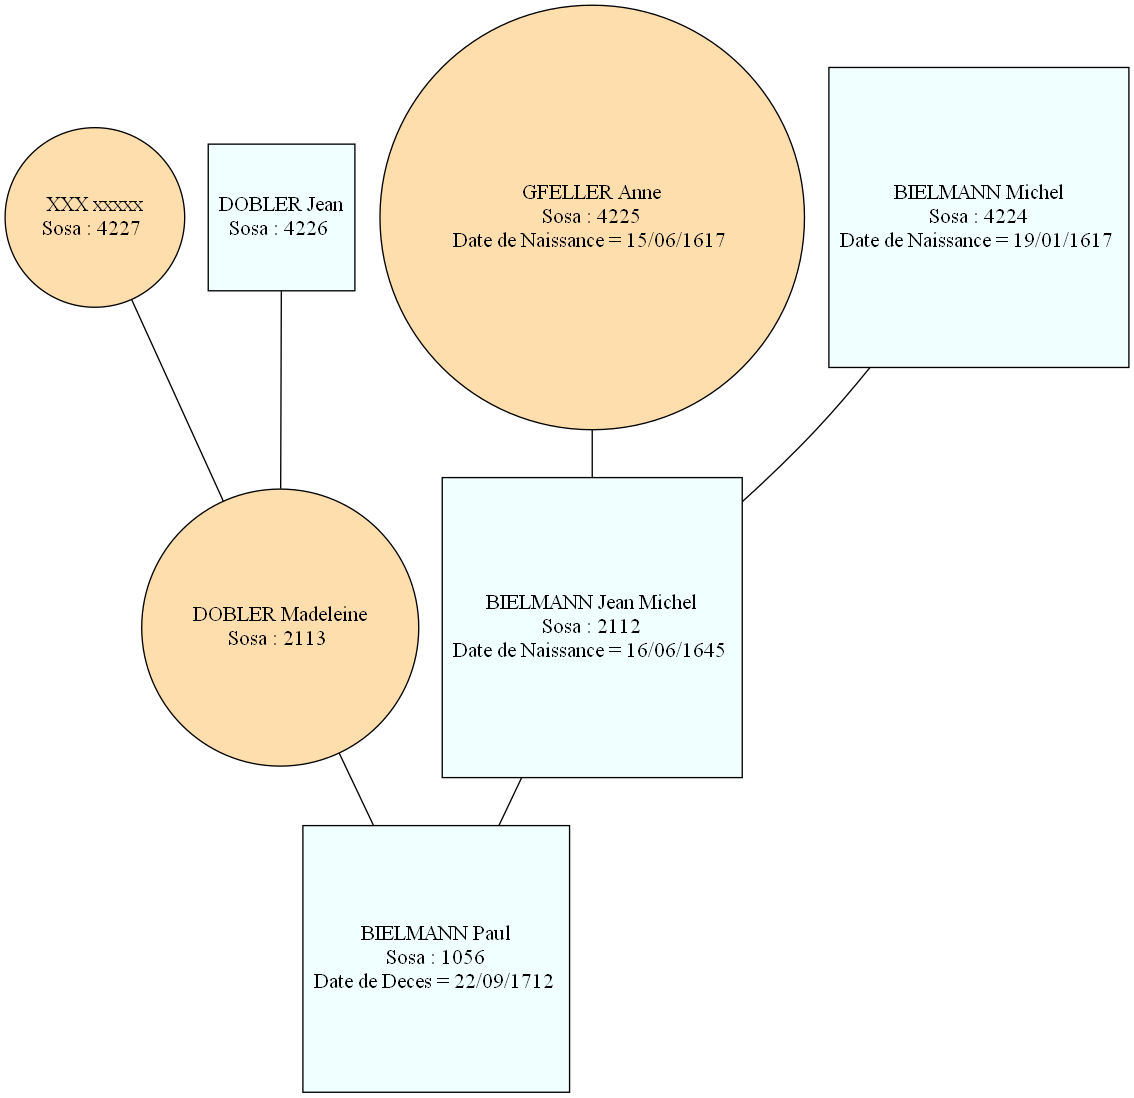 XXX xxxxx
Sosa : 4227
DOBLER Jean
Sosa : 4226
GFELLER Anne
Sosa : 4225
Date de Naissance = 15/06/1617
BIELMANN Michel
Sosa : 4224
Date de Naissance = 19/01/1617
DOBLER Madeleine
Sosa : 2113
BIELMANN Jean Michel
Sosa : 2112
Date de Naissance = 16/06/1645
BIELMANN Paul
Sosa : 1056
Date de Deces = 22/09/1712